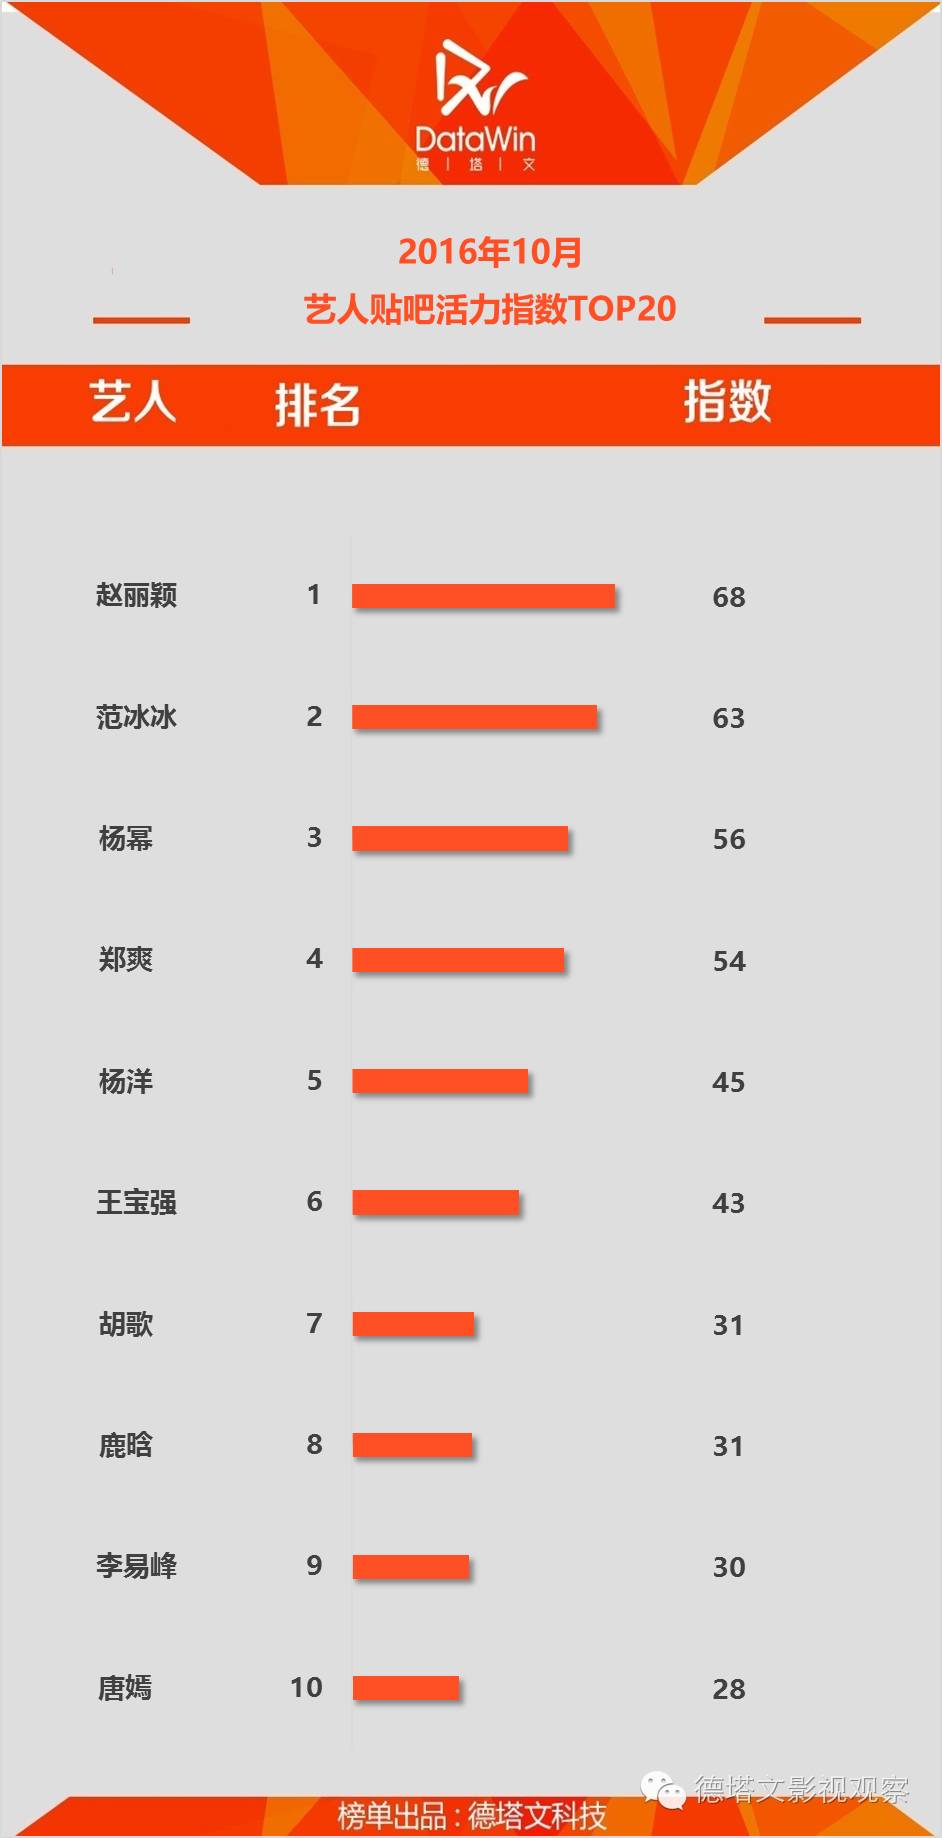 DataWin
德 | 塔 | 文
2016年10月
艺人贴吧活力指数TOP20
艺人 排名 指数
赵丽颖 1 68
范冰冰 2 63
杨幂 3 56
郑爽 4 54
杨洋 5 45
王宝强 6 43
胡歌 7 31
鹿晗 8 31
李易峰 9 30
唐嫣 10 28
德塔文影视观察
榜单出品 : 德塔文科技